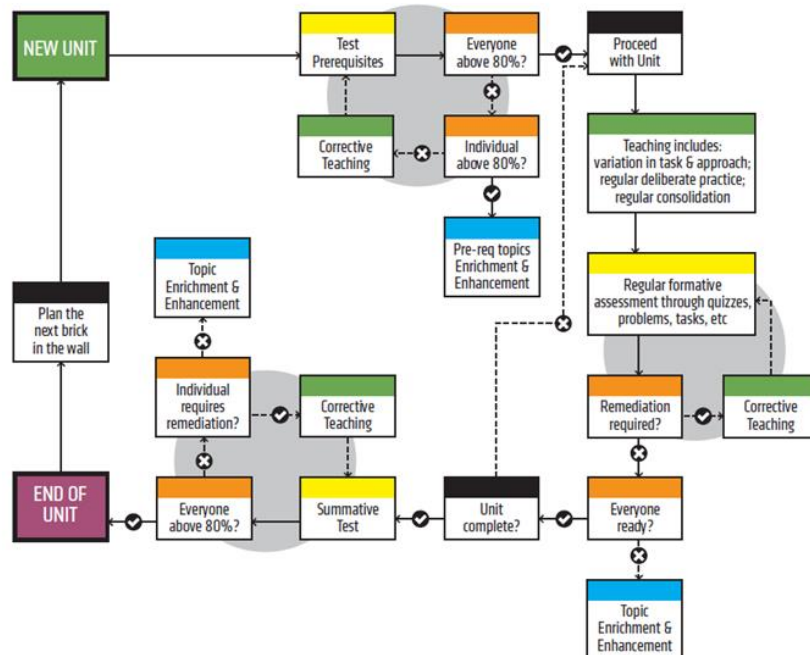 NEW UNIT
Test
Prerequisites
Everyone
above 80%?
Proceed
with Unit
Corrective
Teaching
Individual
above 80%?
Teaching includes:
variation in task & approach;
regular deliberate practice;
regular consolidation
Pre-req topics
Enrichment &
Enhancement
Topic
Enrichment &
Enhancement
Regular formative
assessment through quizzes,
problems, tasks, etc
Plan the
next brick
in the wall
Individual
requires
remediation?
Corrective
Teaching
Remediation
required?
Corrective
Teaching
END OF
UNIT
Everyone
above 80%?
Summative
Test
Unit
complete?
Everyone
ready?
Topic
Enrichment &
Enhancement